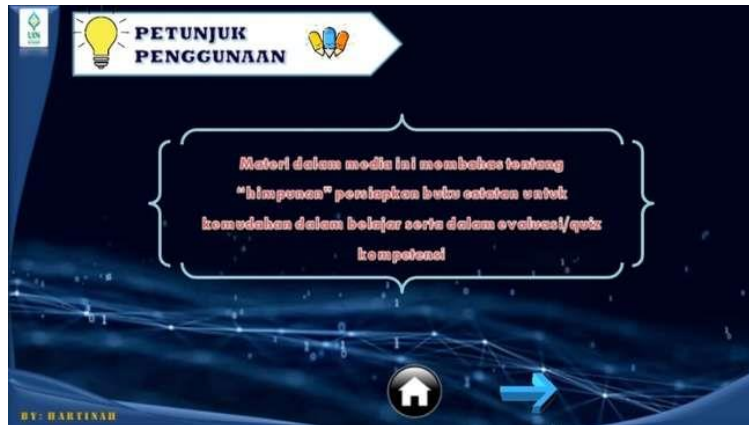 UIN
PETUNJUK
PENGGUNAAN
Materi dalam media ini membahas tentang
"himpunan" persiapkan buku catatan untuk
kemudahan dalam belajar serta dalam evaluasi/quiz
kompetensi
BY: HARTINAH